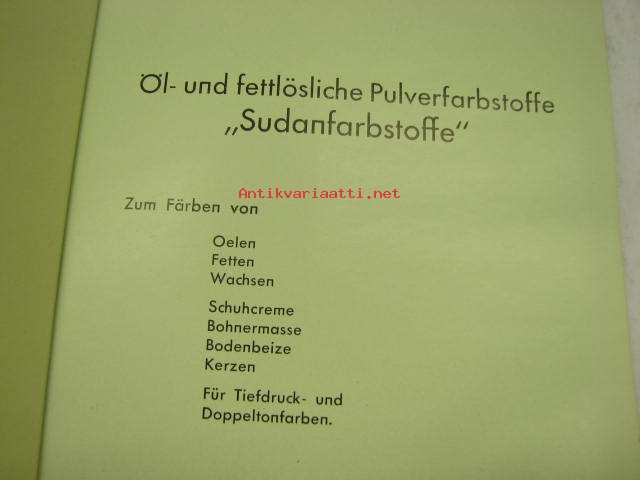 Öl- und fettlösliche Pulverfarbstoffe
„Sudanfarbstoffe“
Antikvariaatti.net
Zum Färben von
Oelen
Fetten
Wachsen
Schuhcreme
Bohnermasse
Bodenbeize
Kerzen
Für Tiefdruck- und
Doppeltonfarben.